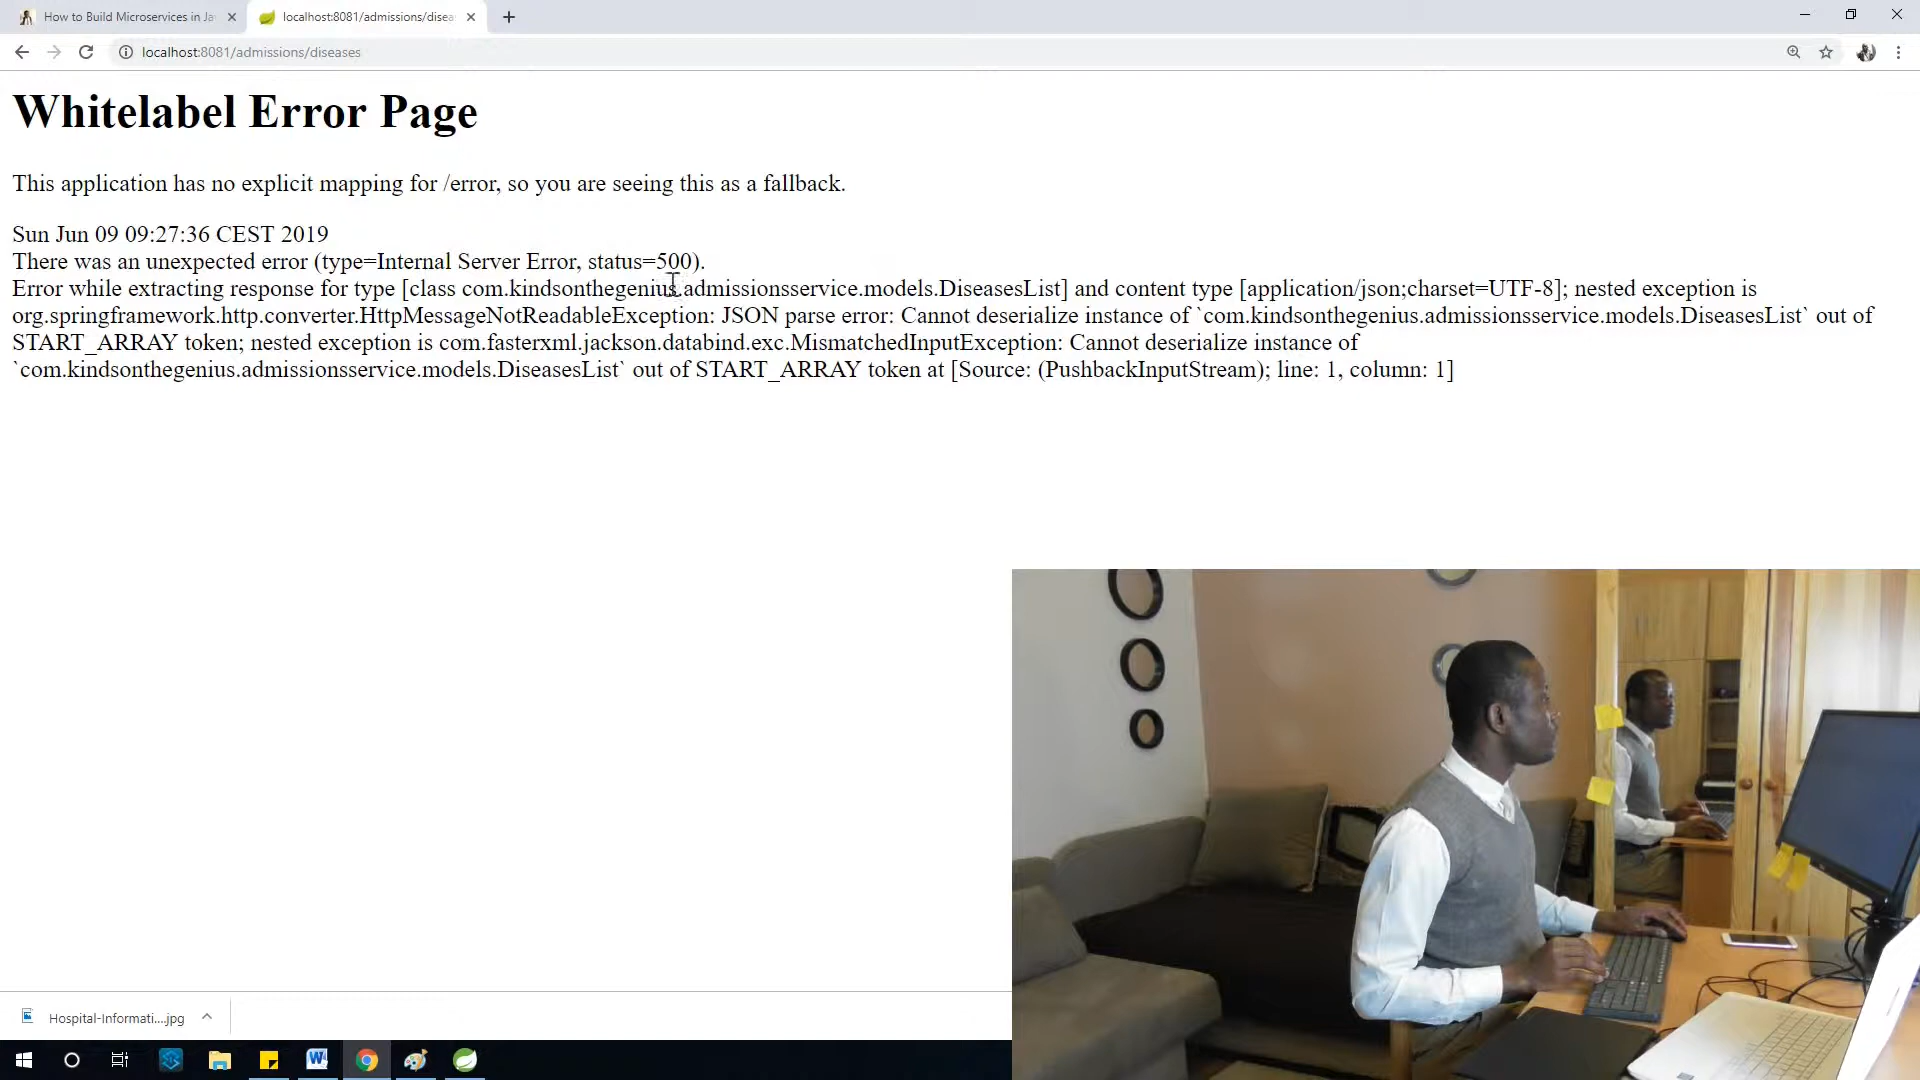 How to Build Microservices in Ja
localhost:8081/admissions/disea
localhost:8081/admissions/diseases
Whitelabel Error Page
This application has no explicit mapping for /error, so you are seeing this as a fallback.
Sun Jun 09 09:27:36 CEST 2019
There was an unexpected error (type=Internal Server Error, status=500).
Error while extracting response for type [class com.kindsonthegenius.admissionsservice.models.DiseasesList] and content type [application/json;charset=UTF-8]; nested exception is
org.springframework.http.converter.HttpMessageNotReadableException: JSON parse error: Cannot deserialize instance of `com.kindsonthegenius.admissionsservice.models.DiseasesList` out of
START_ARRAY token; nested exception is com.fasterxml.jackson.databind.exc.MismatchedInputException: Cannot deserialize instance of
`com.kindsonthegenius.admissionsservice.models.DiseasesList` out of START_ARRAY token at [Source: (PushbackInputStream); line: 1, column: 1]
Hospital-Informati....jpg